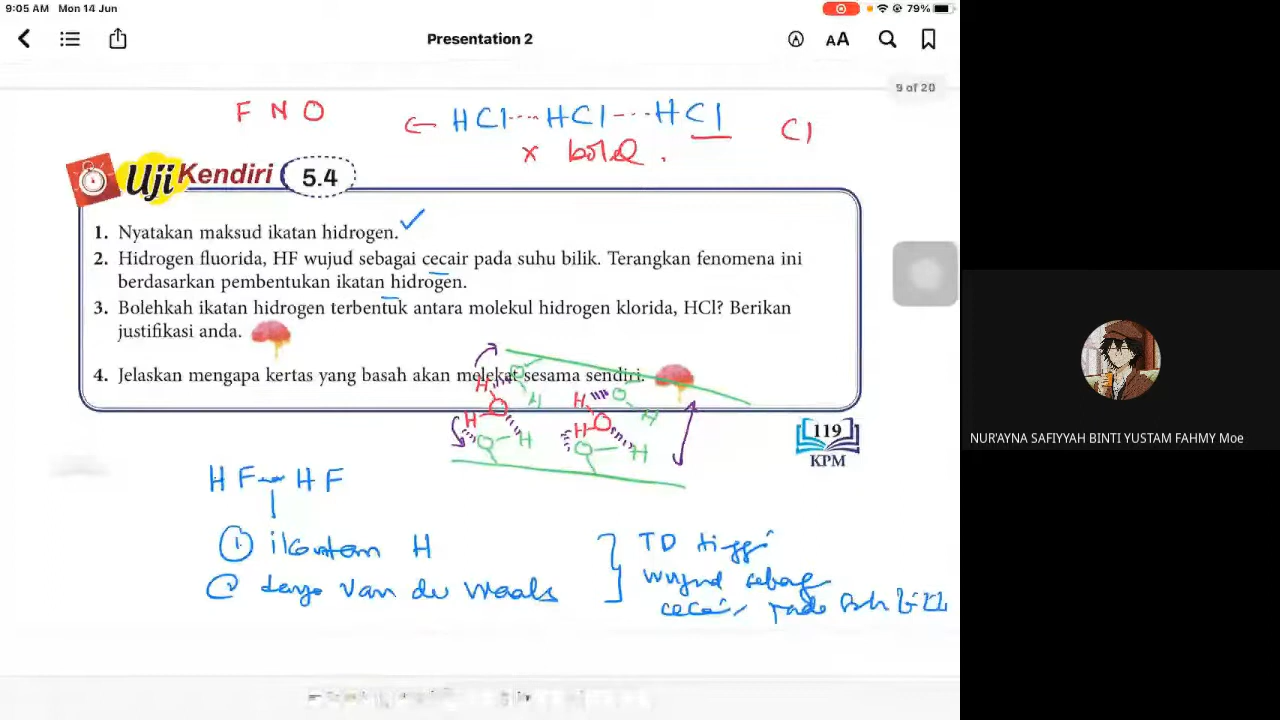 9:05 AM Mon 14 Jun
79%
AA
Presentation 2
9 of 20
F N O
← HCl····HCl--··HCl
Cl
x boleh.
Uji Kendiri 5.4
1. Nyatakan maksud ikatan hidrogen.
2. Hidrogen fluorida, HF wujud sebagai cecair pada suhu bilik. Terangkan fenomena ini
berdasarkan pembentukan ikatan hidrogen.
3. Bolehkah ikatan hidrogen terbentuk antara molekul hidrogen klorida, HCl? Berikan
justifikasi anda.
4. Jelaskan mengapa kertas yang basah akan melekat sesama sendiri.
O H O H
H O H H O H
O H O H
119
KPM
NUR'AYNA SAFIYYAH BINTI YUSTAM FAHMY Moe
HF HF
① ikatan H
② daya Van der Waals
TD tinggi
wujud sebagai
cecair pada suhu bilik